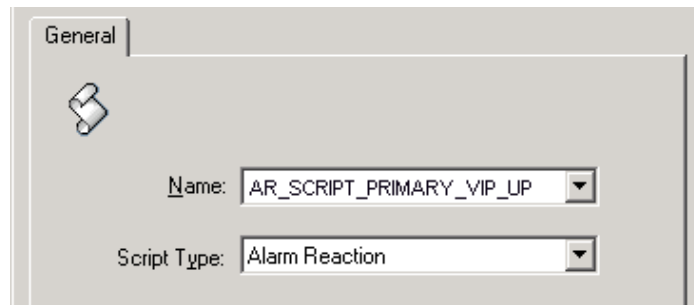 General
Name: AR_SCRIPT_PRIMARY_VIP_UP
Script Type: Alarm Reaction